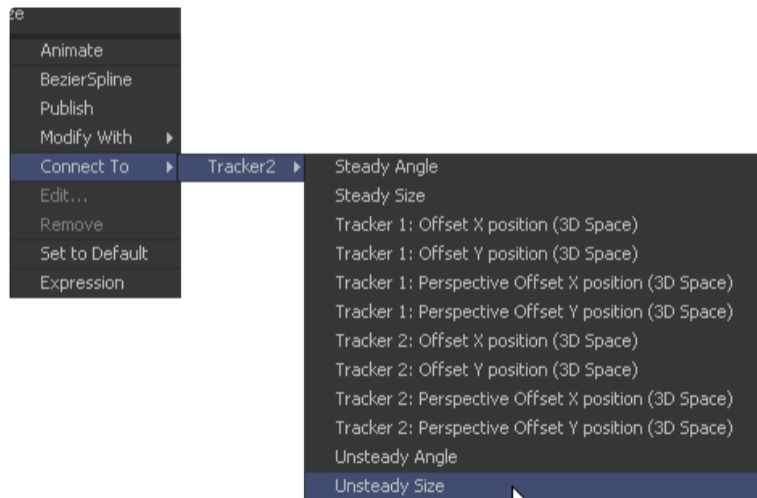 ze
Animate
BezierSpline
Publish
Modify With
Connect To
Edit...
Remove
Set to Default
Expression
Tracker2
Steady Angle
Steady Size
Tracker 1: Offset X position (3D Space)
Tracker 1: Offset Y position (3D Space)
Tracker 1: Perspective Offset X position (3D Space)
Tracker 1: Perspective Offset Y position (3D Space)
Tracker 2: Offset X position (3D Space)
Tracker 2: Offset Y position (3D Space)
Tracker 2: Perspective Offset X position (3D Space)
Tracker 2: Perspective Offset Y position (3D Space)
Unsteady Angle
Unsteady Size